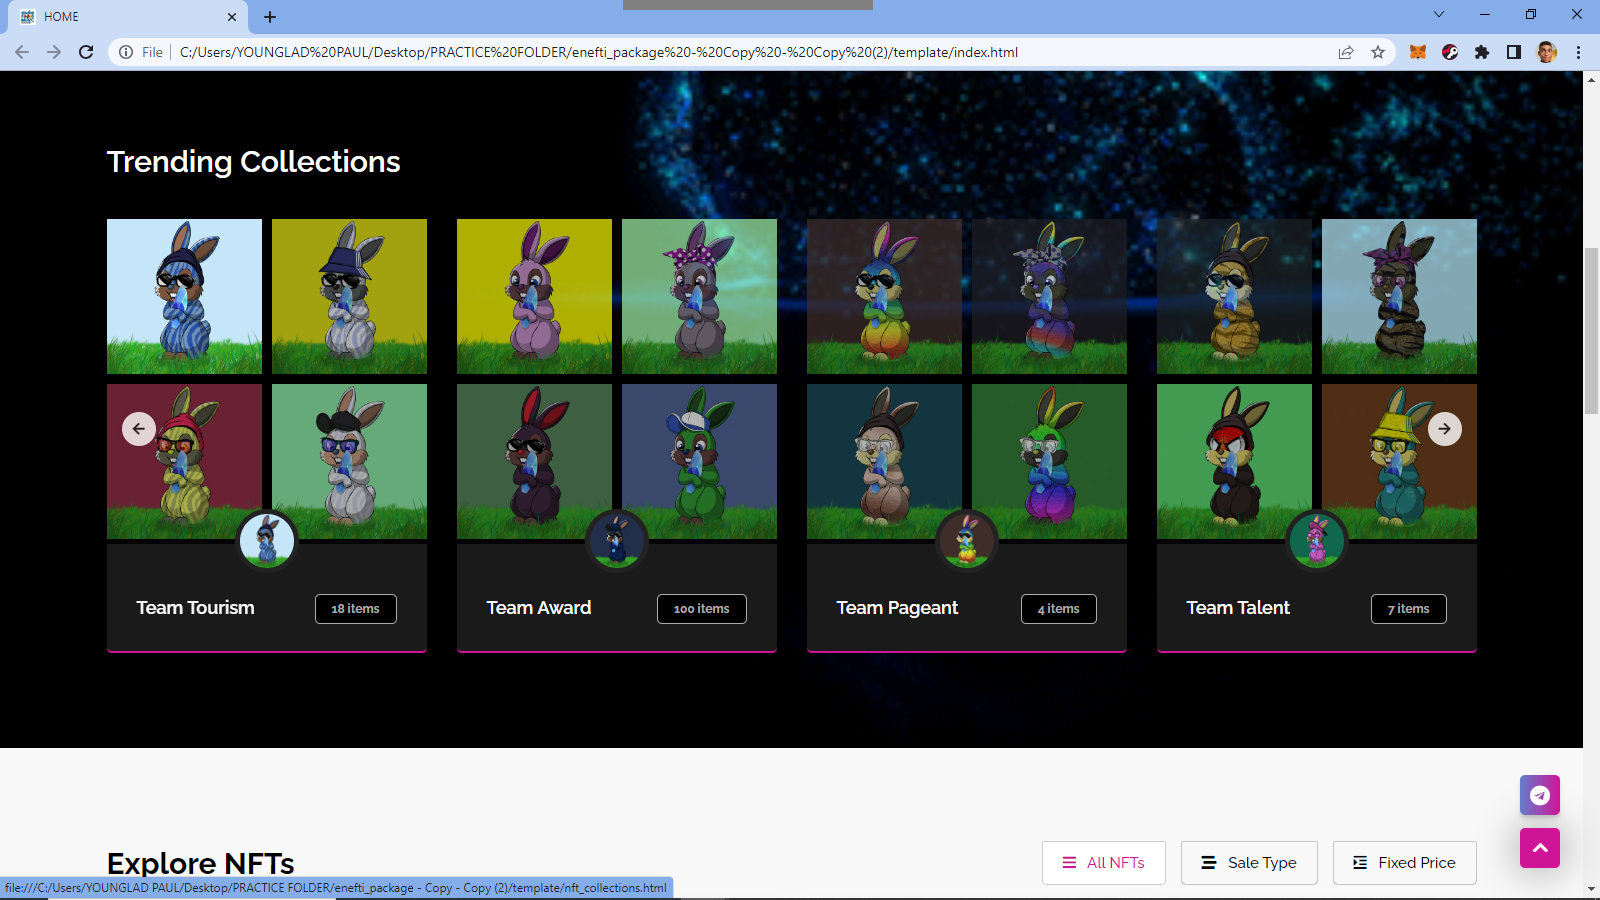 HOME
File
C:/Users/YOUNGLAD%20PAUL/Desktop/PRACTICE%20FOLDER/enefti_package%20-%20Copy%20-%20Copy%20(2)/template/index.html
Trending Collections
Team Tourism
18 items
Team Award
100 items
Team Pageant
4 items
Team Talent
7 items
Explore NFTs
All NFTs
Sale Type
Fixed Price
file:///C:/Users/YOUNGLAD PAUL/Desktop/PRACTICE FOLDER/enefti_package - Copy - Copy (2)/template/nft_collections.html